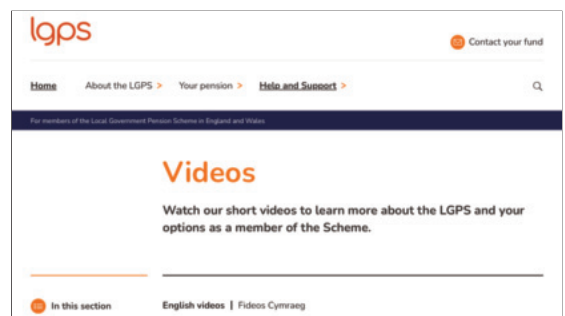 lgps
Contact your fund
Home About the LGPS > Your pension > Help and Support >
For members of the Local Government Pension Scheme in England and Wales
Videos
Watch our short videos to learn more about the LGPS and your
options as a member of the Scheme.
In this section
English videos | Fideos Cymraeg